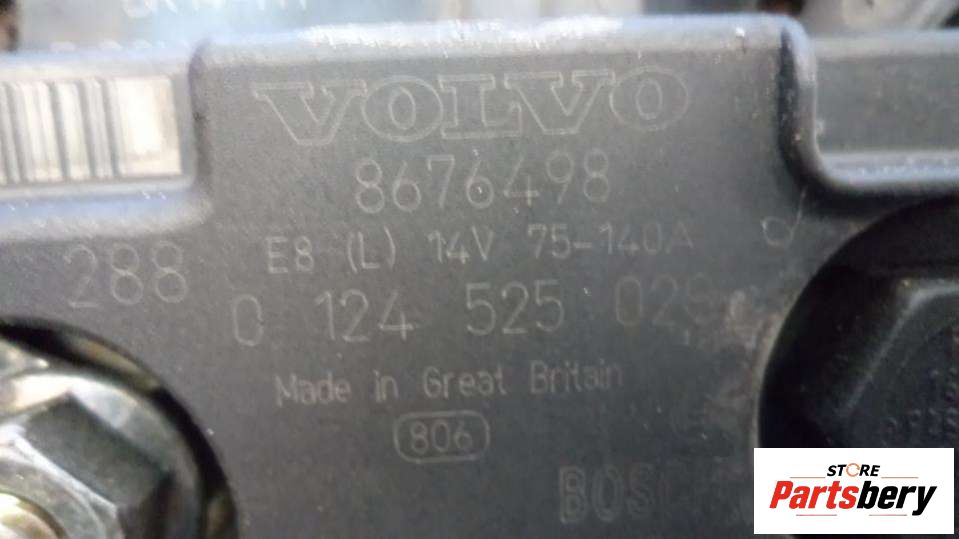 VOLVO
8676498
E8 (L) 14V 75-140A
288
0 124 525
Made in Great Britain
806
STORE
Partsbery